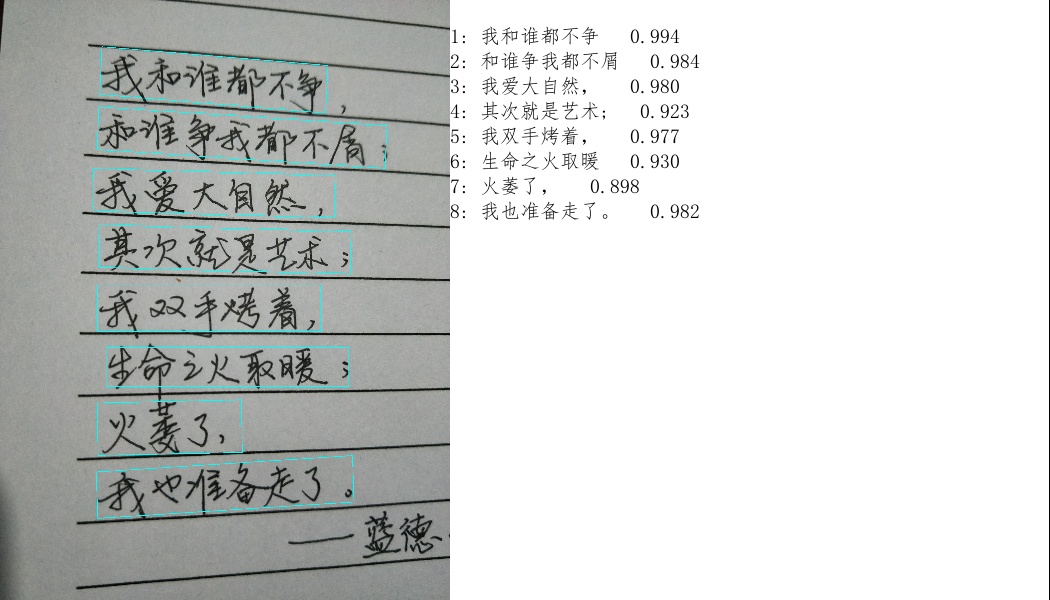 我和谁都不争，
和谁争我都不屑；
我爱大自然，
其次就是艺术；
我双手烤着，
生命之火取暖；
火萎了，
我也准备走了。
——蓝德
1: 我和谁都不争 0.994
2: 和谁争我都不屑 0.984
3: 我爱大自然， 0.980
4: 其次就是艺术； 0.923
5: 我双手烤着， 0.977
6: 生命之火取暖 0.930
7: 火萎了， 0.898
8: 我也准备走了。 0.982